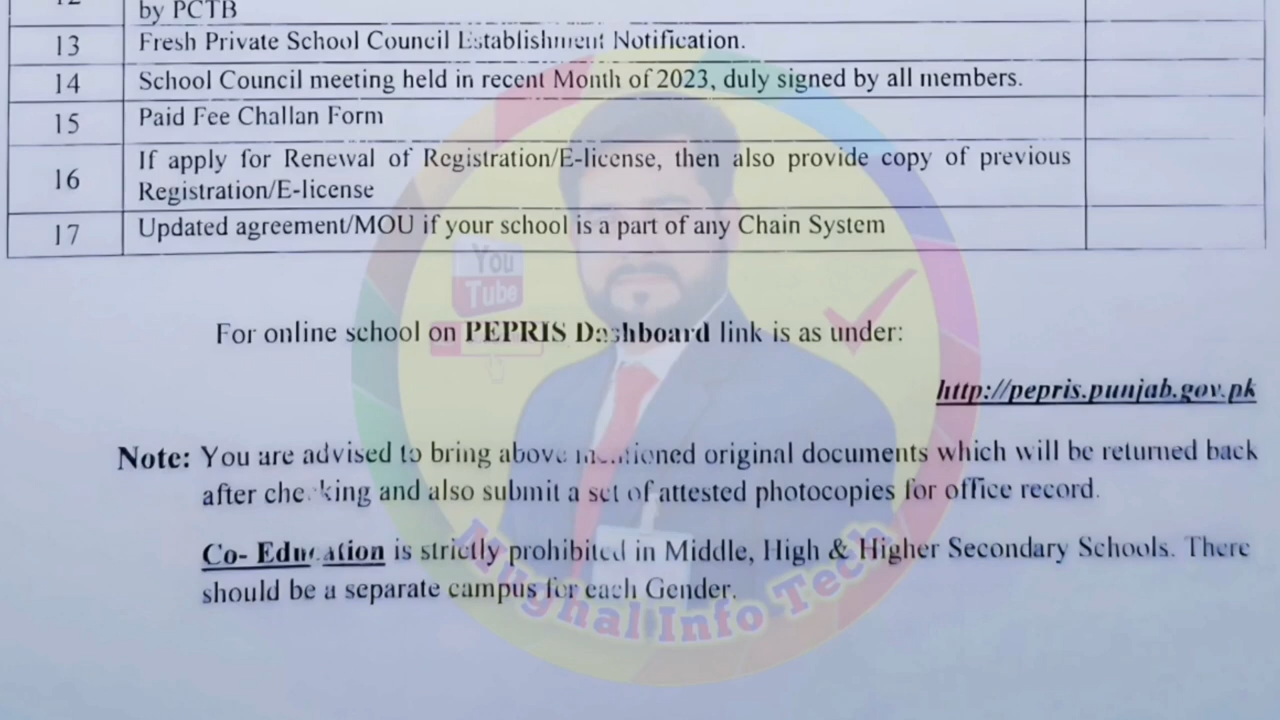 by PCTB
13 Fresh Private School Council Establishment Notification.
14 School Council meeting held in recent Month of 2023, duly signed by all members.
15 Paid Fee Challan Form
If apply for Renewal of Registration/E-license, then also provide copy of previous
16
Registration/E-license
17 Updated agreement/MOU if your school is a part of any Chain System
You
Tube
For online school on PEPRIS Dashboard link is as under:
http://pepris.punjab.gov.pk
Note: You are advised to bring above mentioned original documents which will be returned back
after checking and also submit a set of attested photocopies for office record.
Co- Education is strictly prohibited in Middle, High & Higher Secondary Schools. There
should be a separate campus for each Gender.
Mughal Info Tech